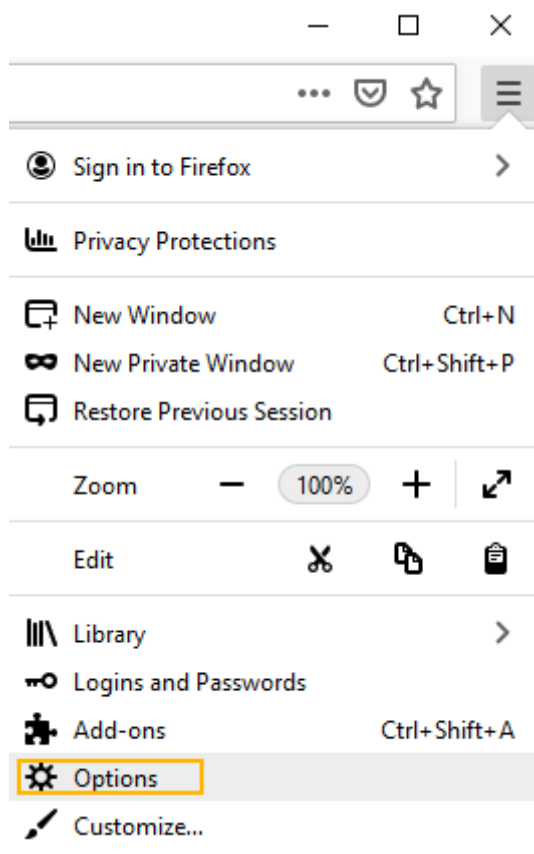 Sign in to Firefox
Privacy Protections
New Window Ctrl+N
New Private Window Ctrl+Shift+P
Restore Previous Session
Zoom 100%
Edit
Library
Logins and Passwords
Add-ons Ctrl+Shift+A
Options
Customize...